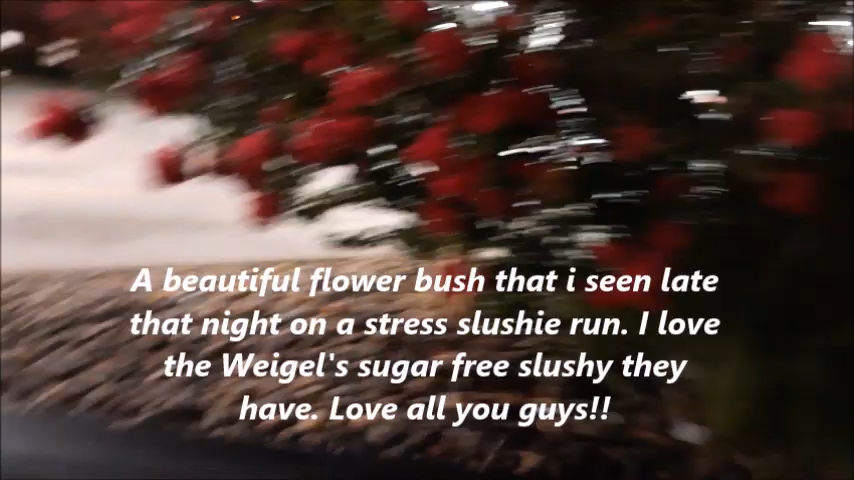 A beautiful flower bush that i seen late
that night on a stress slushie run. I love
the Weigel's sugar free slushy they
have. Love all you guys!!